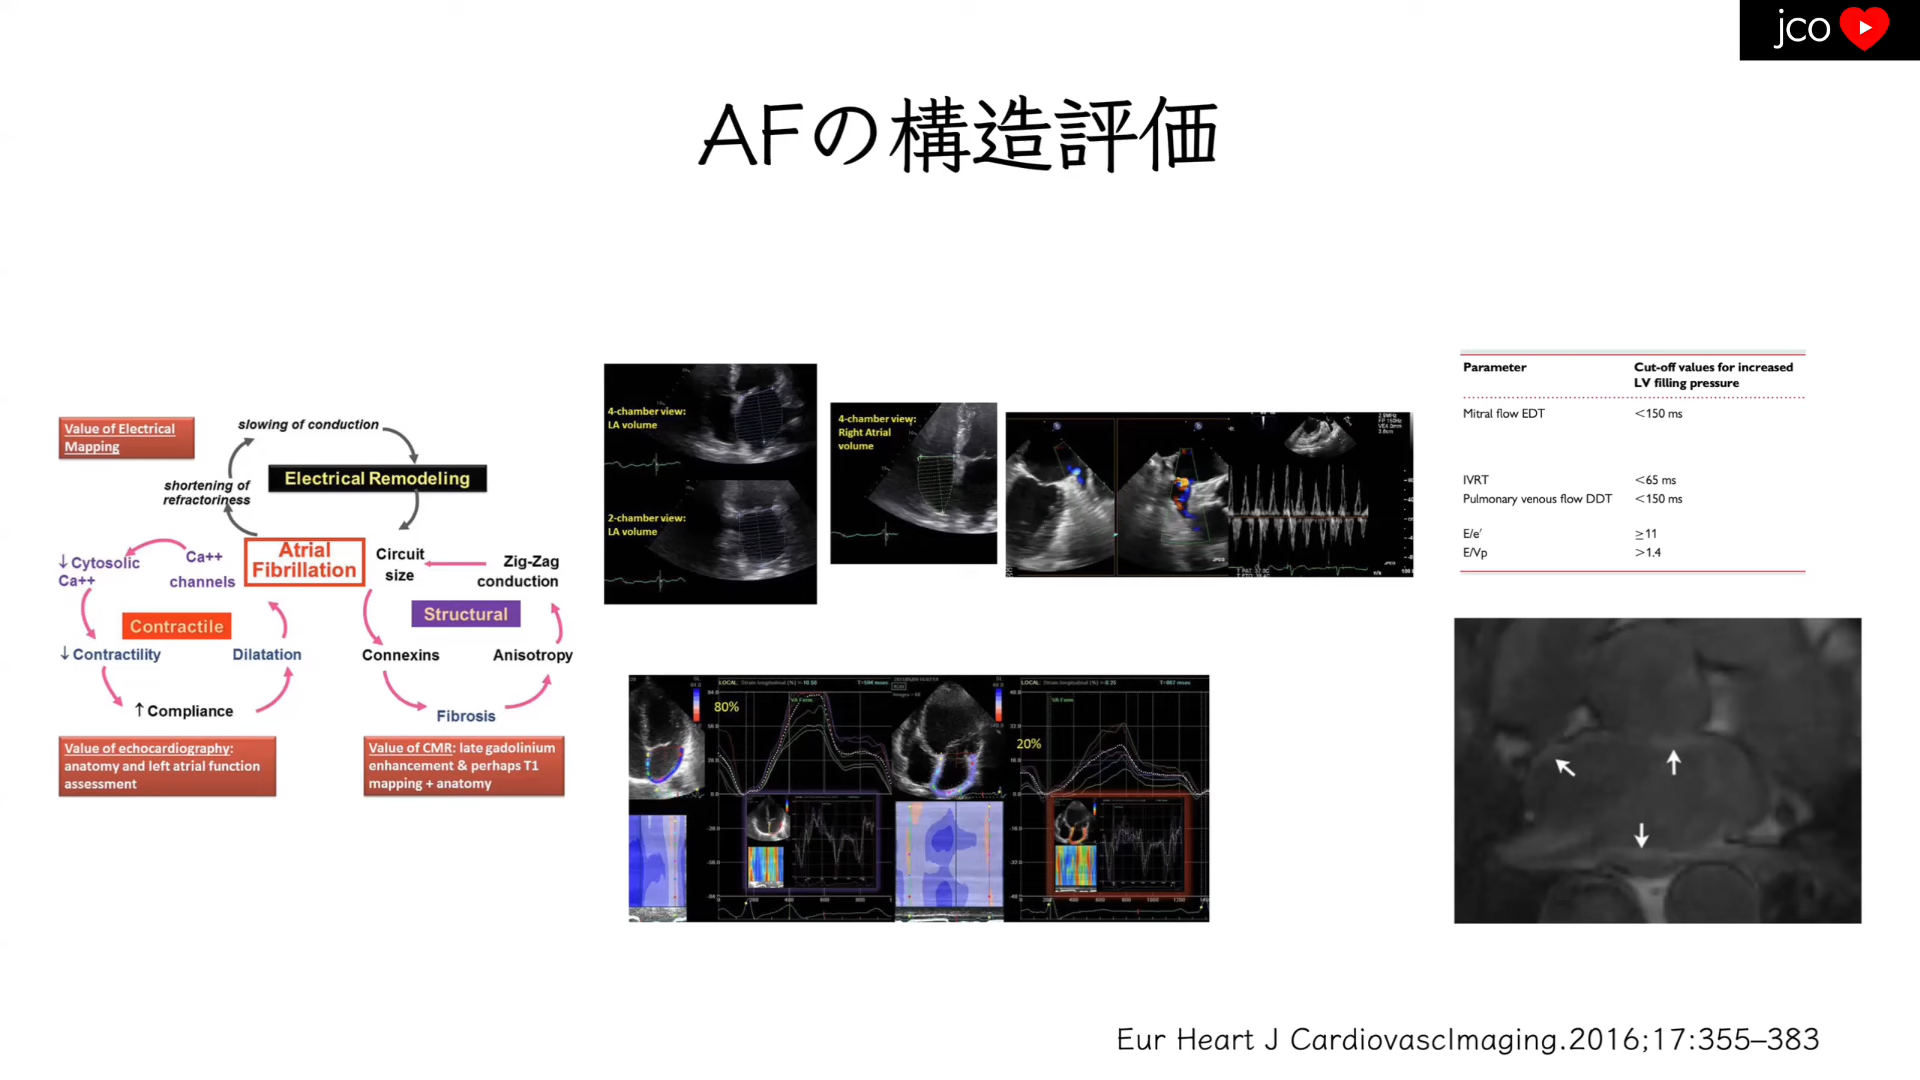 jco
AFの構造評価
Value of Electrical
Mapping
slowing of conduction
Electrical Remodeling
shortening of
refractoriness
Atrial
Fibrillation
Circuit
size
Zig-Zag
conduction
↓Cytosolic
Ca++
Ca++
channels
Contractile
Structural
↓Contractility
Dilatation
Connexins
Anisotropy
↑Compliance
Fibrosis
Value of echocardiography:
anatomy and left atrial function
assessment
Value of CMR: late gadolinium
enhancement & perhaps T1
mapping + anatomy
4-chamber view:
LA volume
2-chamber view:
LA volume
4-chamber view:
Right Atrial
volume
JPEG
JPEG
80%
20%
Parameter
Cut-off values for increased
LV filling pressure
Mitral flow EDT <150 ms
IVRT <65 ms
Pulmonary venous flow DDT <150 ms
E/e′ ≥11
E/Vp >1.4
Eur Heart J CardiovascImaging.2016;17:355–383